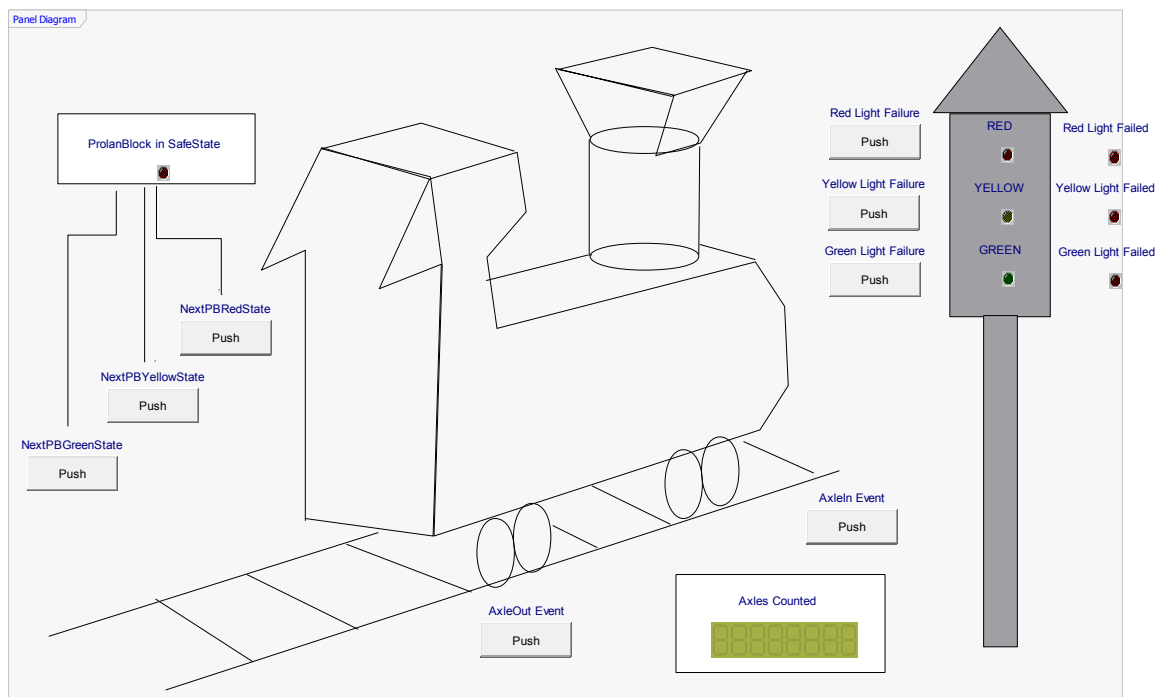 Panel Diagram
ProlanBlock in SafeState
NextPBRedState
Push
NextPBYellowState
Push
NextPBGreenState
Push
Red Light Failure
Push
Yellow Light Failure
Push
Green Light Failure
Push
RED
Red Light Failed
YELLOW
Yellow Light Failed
GREEN
Green Light Failed
AxleIn Event
Push
AxleOut Event
Push
Axles Counted